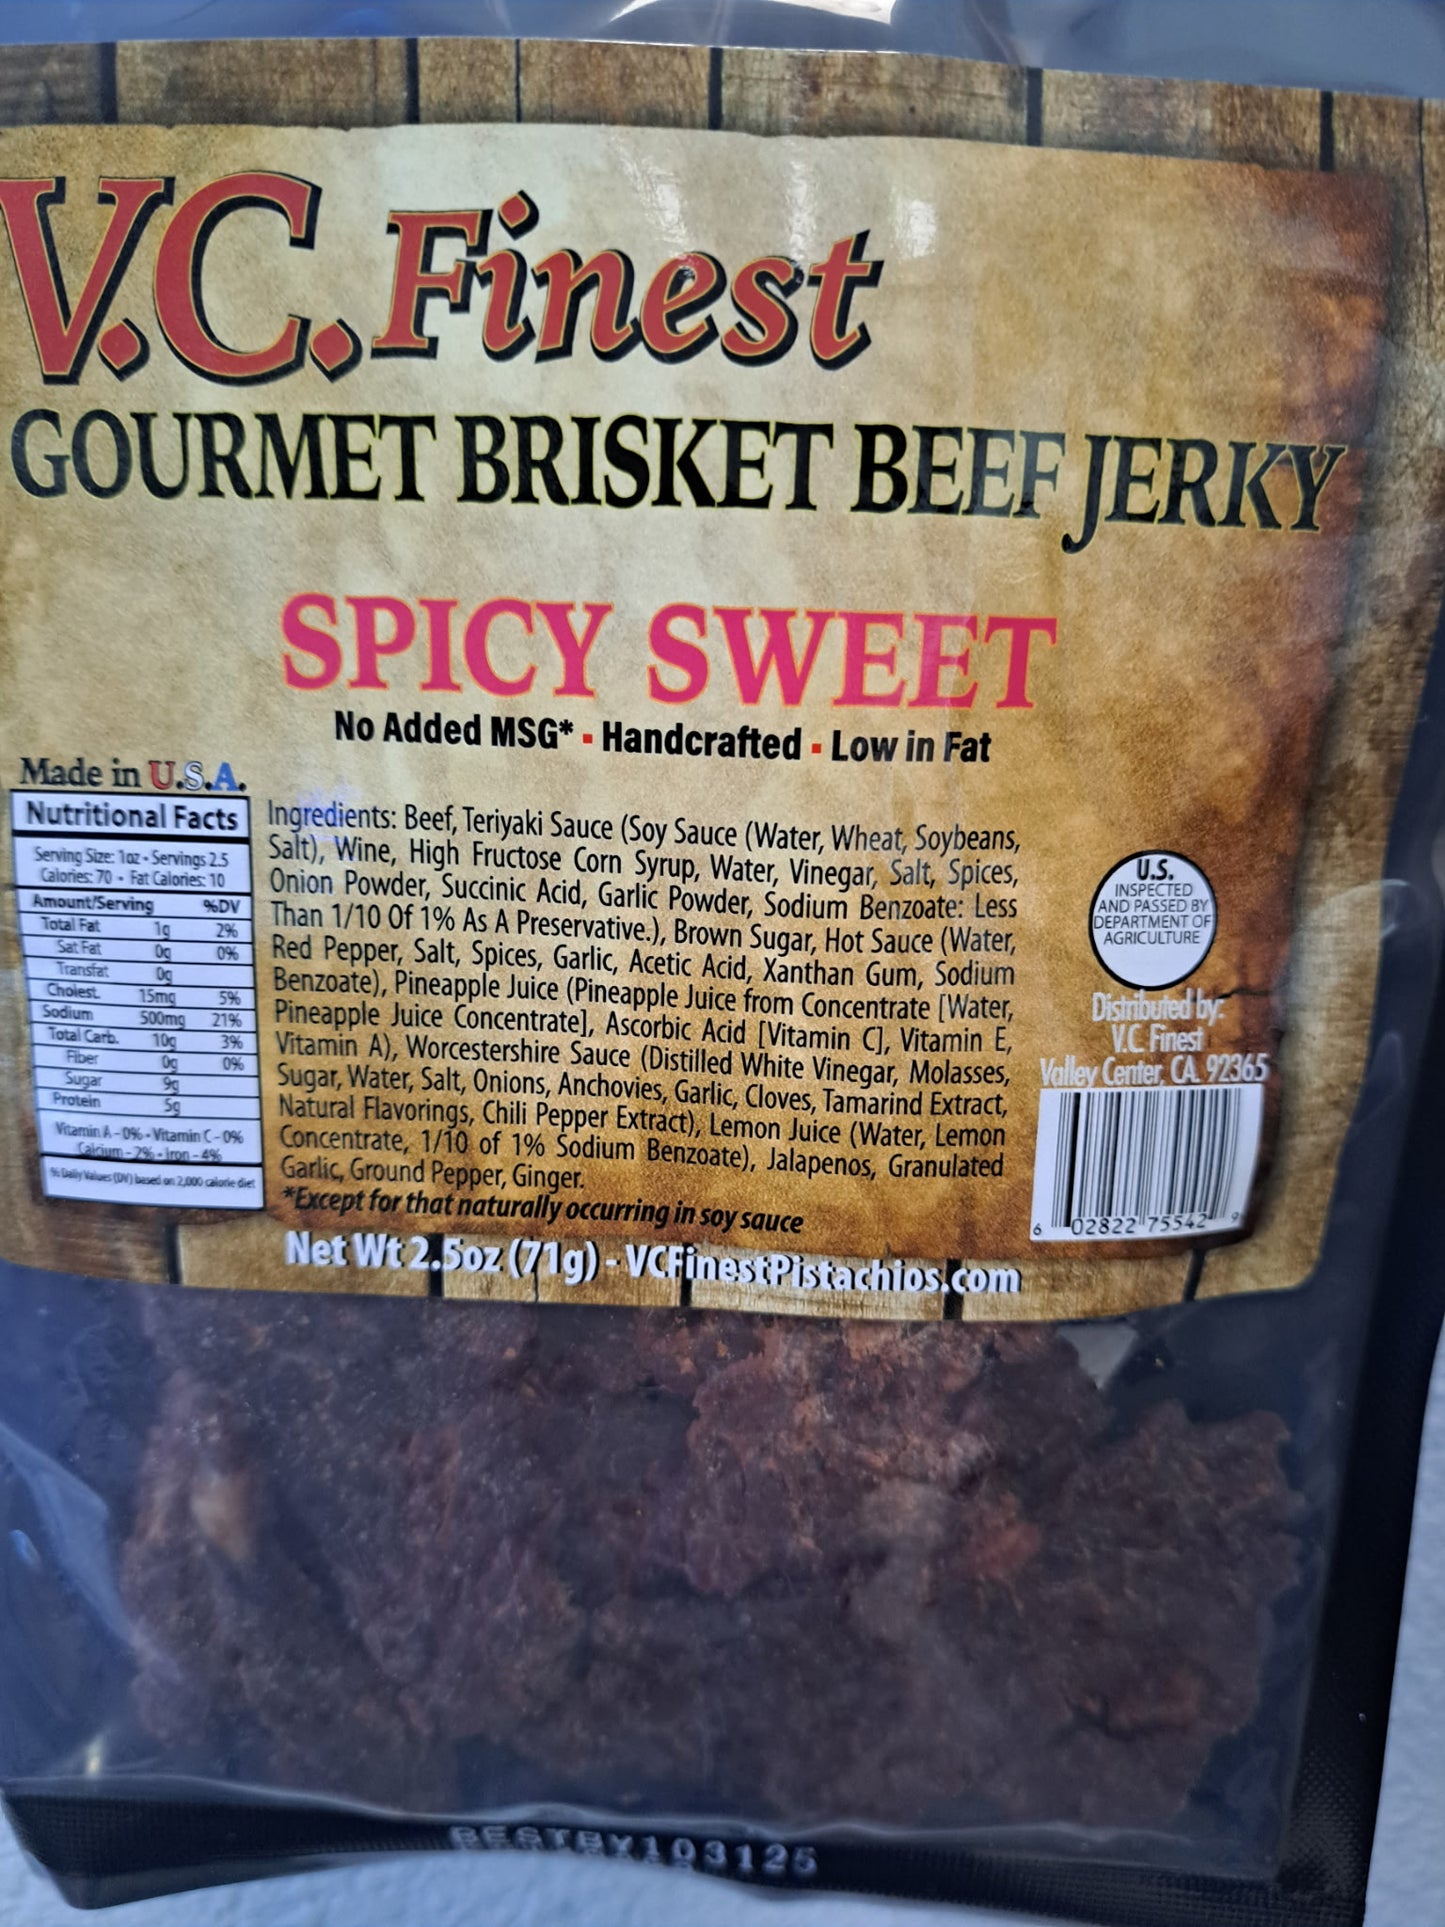 V.C. Finest
GOURMET BRISKET BEEF JERKY
SPICY SWEET
No Added MSG* - Handcrafted - Low in Fat
Made in U.S.A.
Nutritional Facts
Serving Size: 1oz - Servings 2.5
Calories: 70 - Fat Calories: 10
Amount/Serving %DV
Total Fat 1g 2%
Sat Fat 0g 0%
Transfat 0g
Cholest. 15mg 5%
Sodium 500mg 21%
Total Carb. 10g 3%
Fiber 0g 0%
Sugar 9g
Protein 5g
Vitamin A - 0% - Vitamin C - 0%
Calcium - 2% - Iron - 4%
% Daily Values (DV) based on 2,000 calorie diet
Ingredients: Beef, Teriyaki Sauce (Soy Sauce (Water, Wheat, Soybeans,
Salt), Wine, High Fructose Corn Syrup, Water, Vinegar, Salt, Spices,
Onion Powder, Succinic Acid, Garlic Powder, Sodium Benzoate: Less
Than 1/10 Of 1% As A Preservative.), Brown Sugar, Hot Sauce (Water,
Red Pepper, Salt, Spices, Garlic, Acetic Acid, Xanthan Gum, Sodium
Benzoate), Pineapple Juice (Pineapple Juice from Concentrate [Water,
Pineapple Juice Concentrate], Ascorbic Acid [Vitamin C], Vitamin E,
Vitamin A), Worcestershire Sauce (Distilled White Vinegar, Molasses,
Sugar, Water, Salt, Onions, Anchovies, Garlic, Cloves, Tamarind Extract,
Natural Flavorings, Chili Pepper Extract), Lemon Juice (Water, Lemon
Concentrate, 1/10 of 1% Sodium Benzoate), Jalapenos, Granulated
Garlic, Ground Pepper, Ginger.
*Except for that naturally occurring in soy sauce
Net Wt 2.5oz (71g) - VCFinestPistachios.com
U.S.
INSPECTED
AND PASSED BY
DEPARTMENT OF
AGRICULTURE
Distributed by:
V.C. Finest
Valley Center, CA. 92365
6 02822 75542 9
BESTBY103125